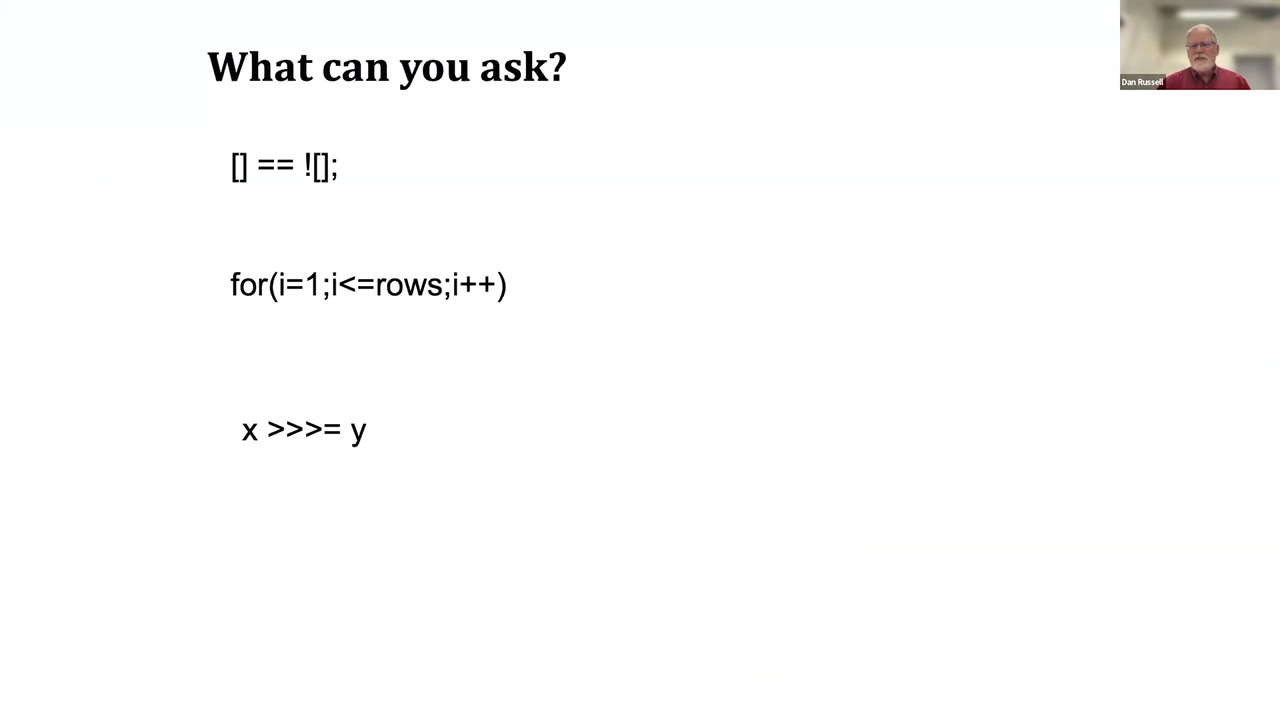 What can you ask?
Dan Russell
[] == ![];
for(i=1;i<=rows;i++)
x >>>= y